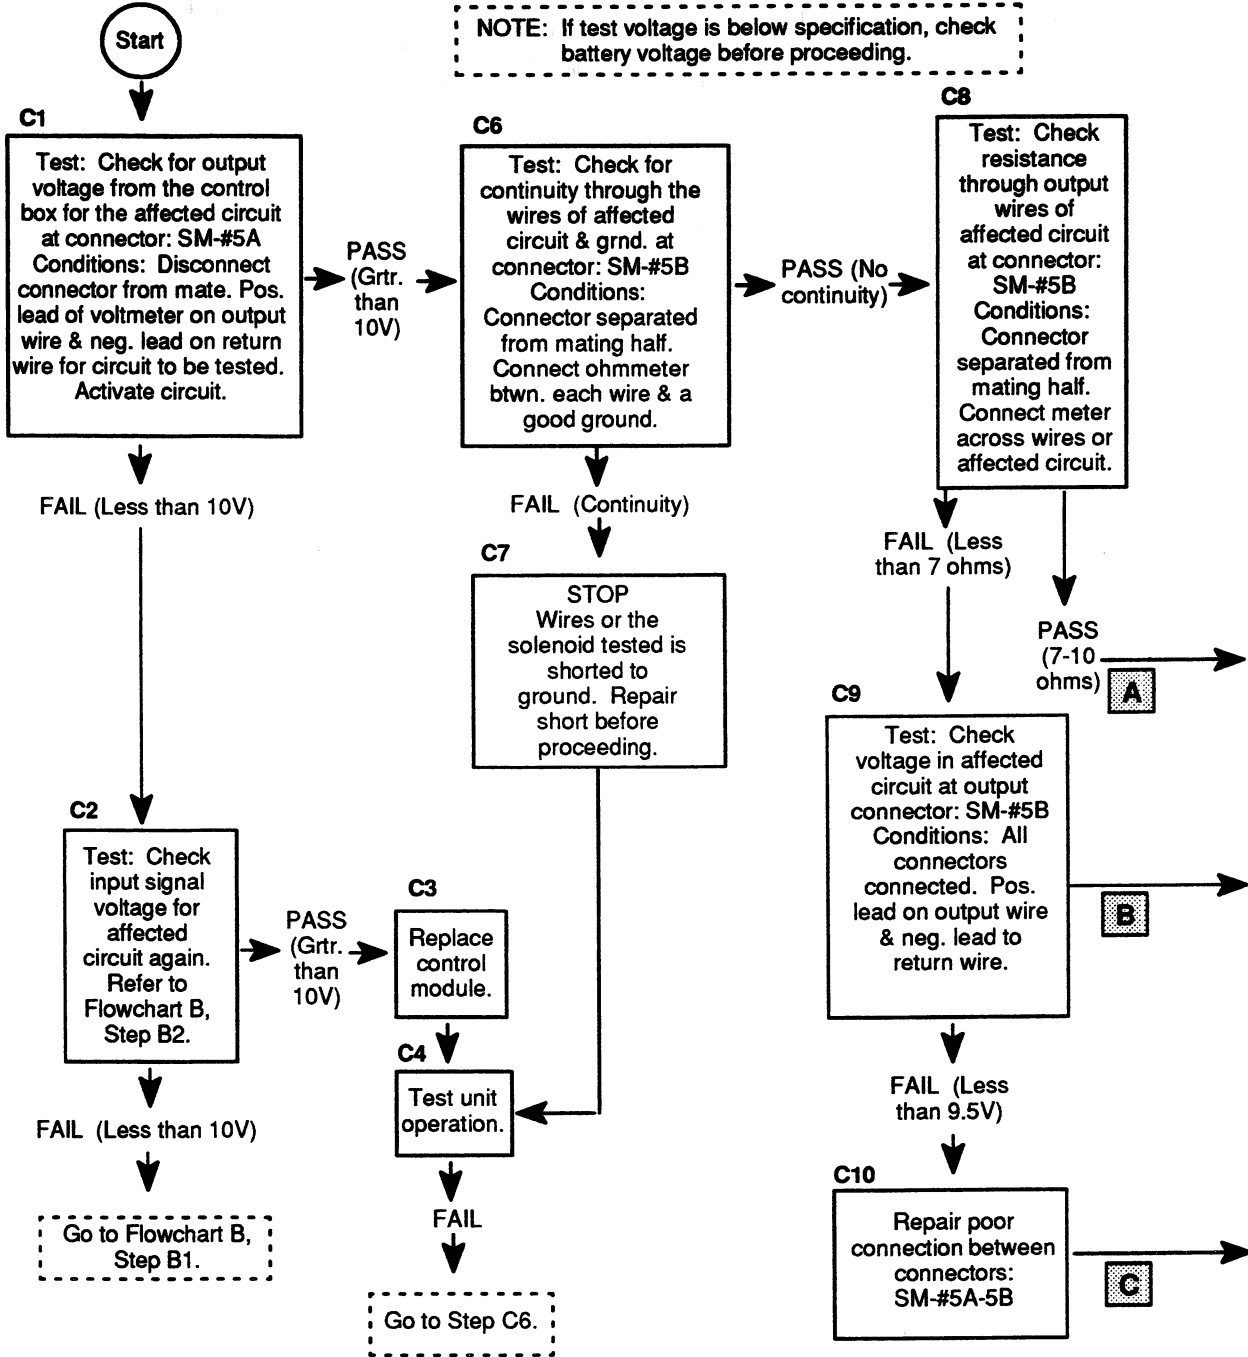 Start
NOTE: If test voltage is below specification, check
battery voltage before proceeding.
C1
Test: Check for output
voltage from the control
box for the affected circuit
at connector: SM-#5A
Conditions: Disconnect
connector from mate. Pos.
lead of voltmeter on output
wire & neg. lead on return
wire for circuit to be tested.
Activate circuit.
PASS
(Grtr.
than
10V)
FAIL (Less than 10V)
C6
Test: Check for
continuity through the
wires of affected
circuit & grnd. at
connector: SM-#5B
Conditions:
Connector separated
from mating half.
Connect ohmmeter
btwn. each wire & a
good ground.
PASS (No
continuity)
FAIL (Continuity)
C7
STOP
Wires or the
solenoid tested is
shorted to
ground. Repair
short before
proceeding.
C8
Test: Check
resistance
through output
wires of
affected circuit
at connector:
SM-#5B
Conditions:
Connector
separated from
mating half.
Connect meter
across wires or
affected circuit.
FAIL (Less
than 7 ohms)
PASS
(7-10
ohms)
A
C9
Test: Check
voltage in affected
circuit at output
connector: SM-#5B
Conditions: All
connectors
connected. Pos.
lead on output wire
& neg. lead to
return wire.
B
FAIL (Less
than 9.5V)
C10
Repair poor
connection between
connectors:
SM-#5A-5B
C
C2
Test: Check
input signal
voltage for
affected
circuit again.
Refer to
Flowchart B,
Step B2.
PASS
(Grtr.
than
10V)
FAIL (Less than 10V)
Go to Flowchart B,
Step B1.
C3
Replace
control
module.
C4
Test unit
operation.
FAIL
Go to Step C6.